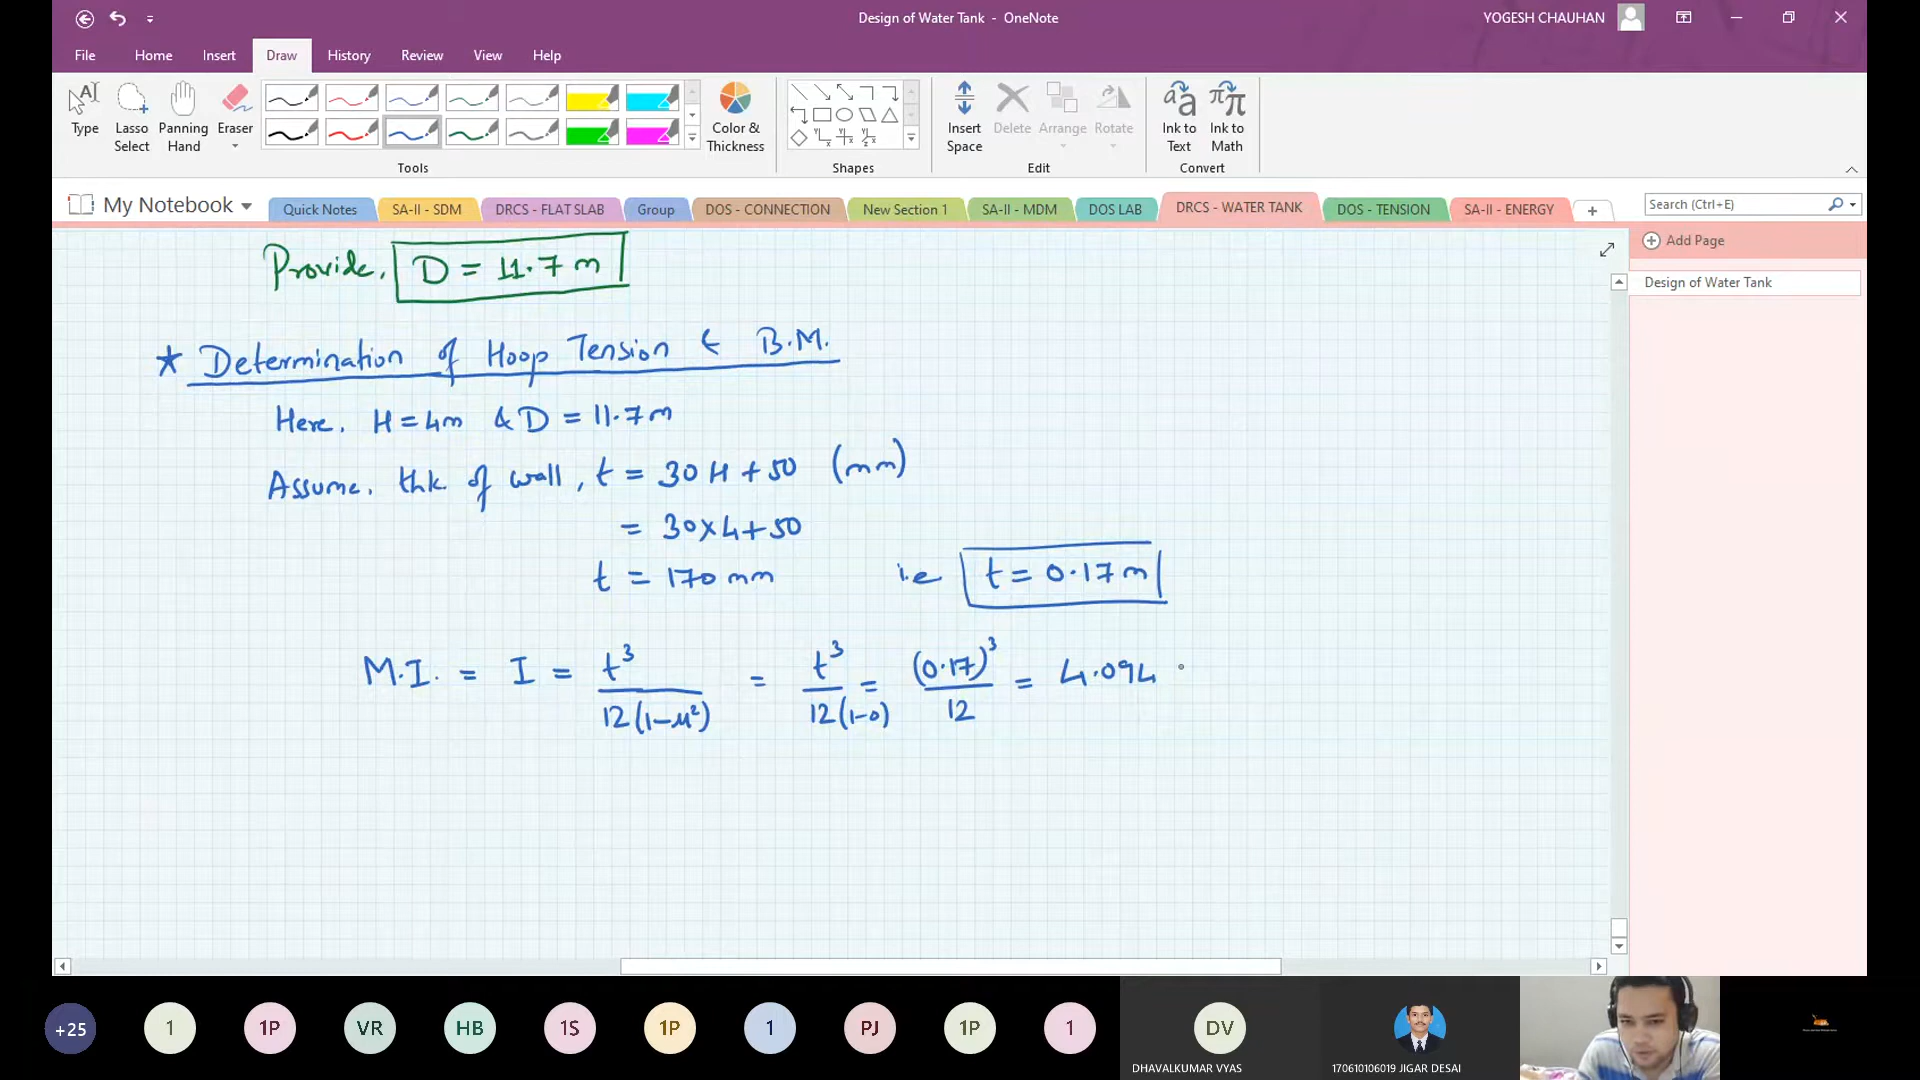 Design of Water Tank - OneNote
YOGESH CHAUHAN
File Home Insert Draw History Review View Help
Type
Lasso Select
Panning Hand
Eraser
Color & Thickness
Insert Space
Delete
Arrange
Rotate
Ink to Text
Ink to Math
Tools
Shapes
Edit
Convert
My Notebook
Quick Notes SA-II - SDM DRCS - FLAT SLAB Group DOS - CONNECTION New Section 1 SA-II - MDM DOS LAB DRCS - WATER TANK DOS - TENSION SA-II - ENERGY
Search (Ctrl+E)
Add Page
Design of Water Tank
Provide, D = 11.7 m
★ Determination of Hoop Tension & B.M.
Here, H = 4m & D = 11.7 m
Assume, thk of wall, t = 30 H + 50 (mm)
= 30×4+50
t = 170 mm i.e t = 0.17 m
M.I. = I = t³/12(1-μ²) = t³/12(1-0) = (0.17)³/12 = 4.094
+25 1 1P VR HB 1S 1P 1 PJ 1P 1 DV
DHAVALKUMAR VYAS
170610106019 JIGAR DESAI